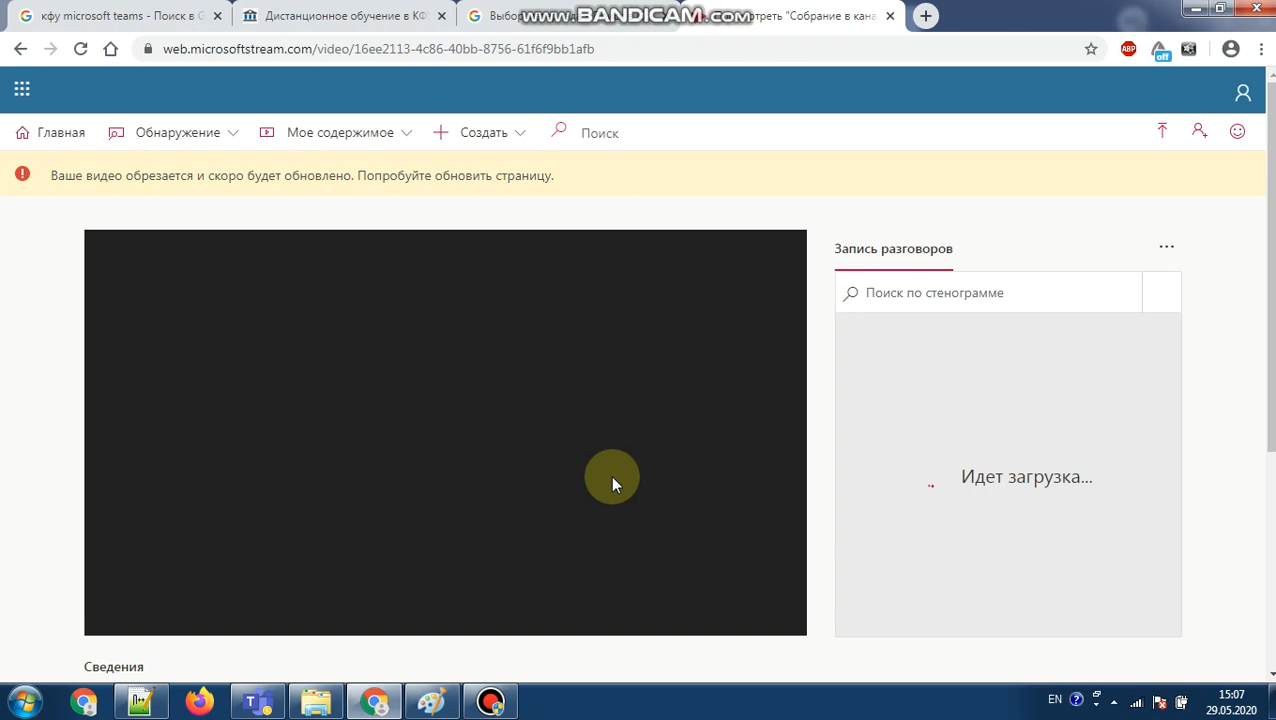 кфу microsoft teams - Поиск в G
Дистанционное обучение в КФ
Выбо
отреть "Собрание в кана
www.BANDICAM.com
web.microsoftstream.com/video/16ee2113-4c86-40bb-8756-61f6f9bb1afb
ABP
off
Главная
Обнаружение
Мое содержимое
Создать
Поиск
Ваше видео обрезается и скоро будет обновлено. Попробуйте обновить страницу.
Запись разговоров
Поиск по стенограмме
Идет загрузка...
Сведения
EN
15:07
29.05.2020